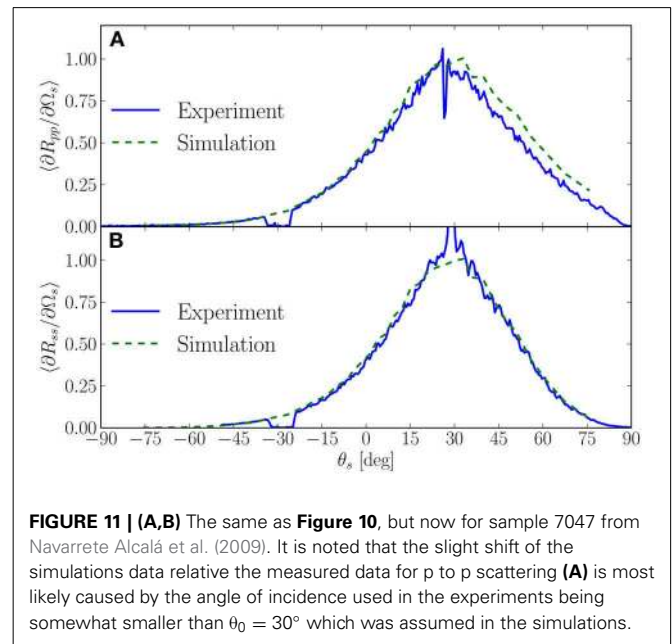 A
1.00
0.75
0.50
0.25
0.00
⟨∂R_pp/∂Ω_s⟩
Experiment
Simulation
B
1.00
0.75
0.50
0.25
0.00
⟨∂R_ss/∂Ω_s⟩
Experiment
Simulation
−90 −75 −60 −45 −30 −15 0 15 30 45 60 75 90
θ_s [deg]
FIGURE 11 | (A,B) The same as Figure 10, but now for sample 7047 from
Navarrete Alcalá et al. (2009). It is noted that the slight shift of the
simulations data relative the measured data for p to p scattering (A) is most
likely caused by the angle of incidence used in the experiments being
somewhat smaller than θ₀ = 30° which was assumed in the simulations.